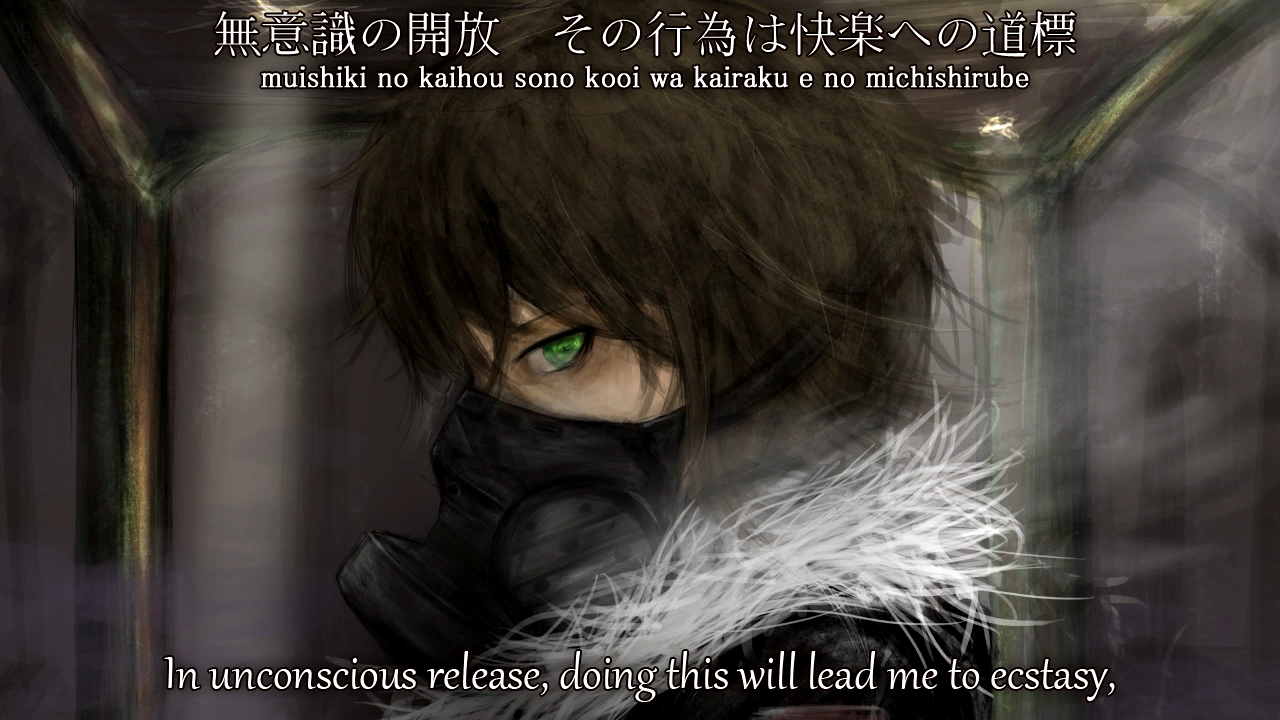 無意識の開放　その行為は快楽への道標
muishiki no kaihou sono kooi wa kairaku e no michishirube
In unconscious release, doing this will lead me to ecstasy,